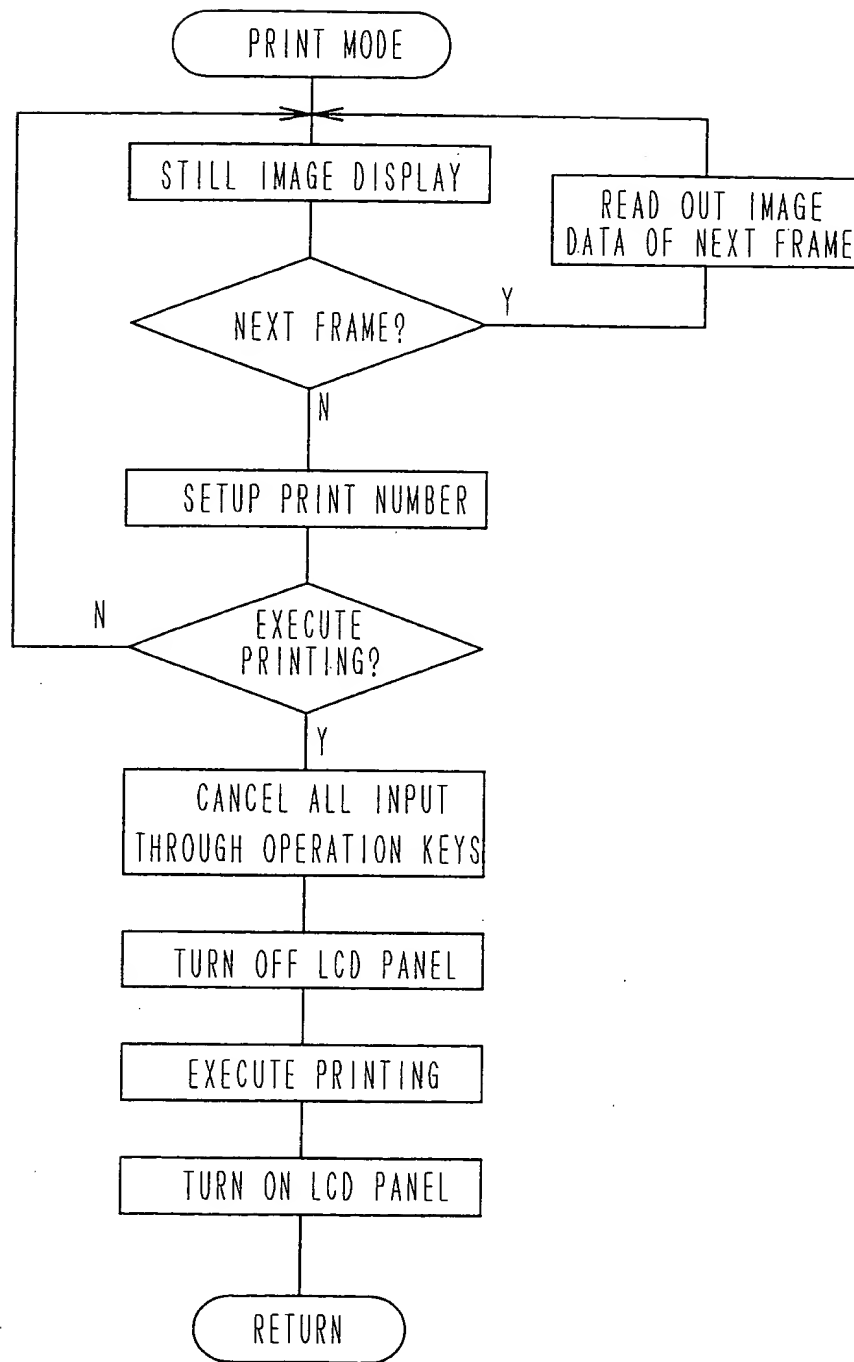 PRINT MODE
STILL IMAGE DISPLAY
READ OUT IMAGE
DATA OF NEXT FRAME
Y
NEXT FRAME?
N
SETUP PRINT NUMBER
N
EXECUTE
PRINTING?
Y
CANCEL ALL INPUT
THROUGH OPERATION KEYS
TURN OFF LCD PANEL
EXECUTE PRINTING
TURN ON LCD PANEL
RETURN